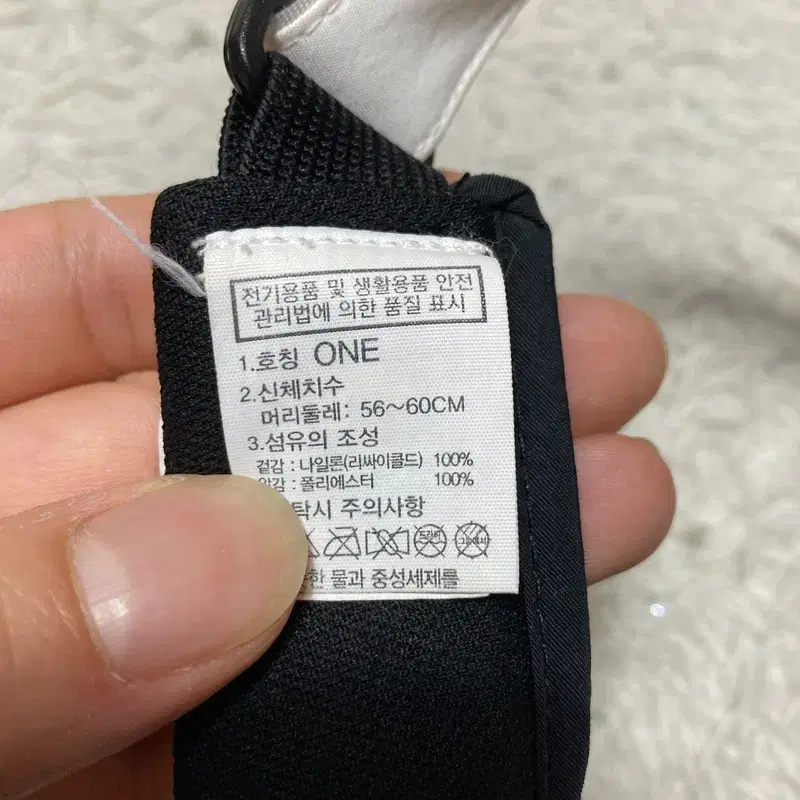 전기용품 및 생활용품 안전
관리법에 의한 품질 표시
1.호칭 ONE
2.신체치수
머리둘레: 56~60CM
3.섬유의 조성
겉감 : 나일론(리싸이클드) 100%
안감 : 폴리에스터 100%
주의사항
드라이
물과 중성세제를